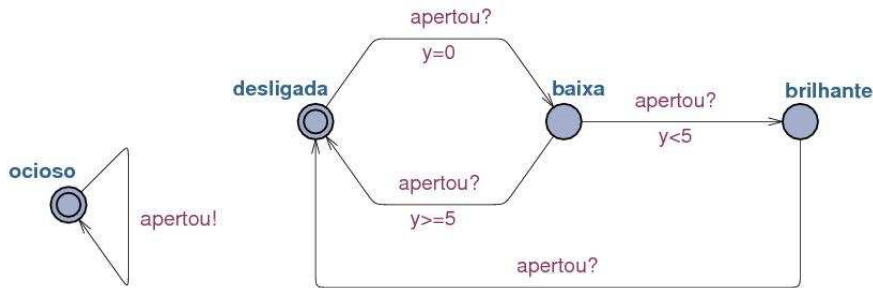 ocioso
apertou!
apertou?
y=0
desligada
baixa
brilhante
apertou?
y<5
apertou?
y>=5
apertou?